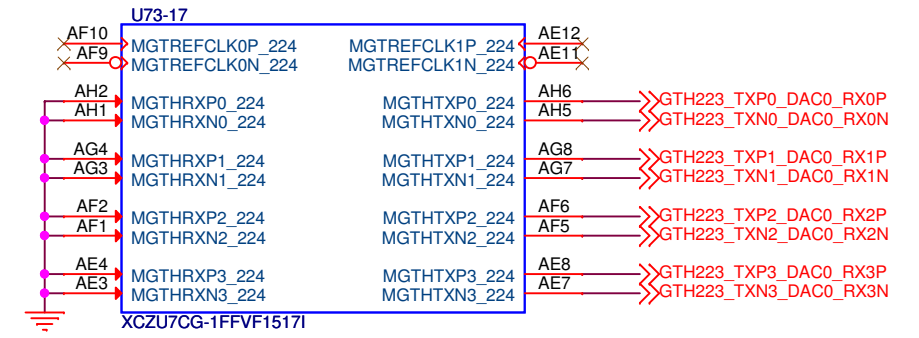 U73-17
AF10 MGTREFCLK0P_224 MGTREFCLK1P_224 AE12
AF9 MGTREFCLK0N_224 MGTREFCLK1N_224 AE11
AH2 MGTHRXP0_224 MGTHTXP0_224 AH6 GTH223_TXP0_DAC0_RX0P
AH1 MGTHRXN0_224 MGTHTXN0_224 AH5 GTH223_TXN0_DAC0_RX0N
AG4 MGTHRXP1_224 MGTHTXP1_224 AG8 GTH223_TXP1_DAC0_RX1P
AG3 MGTHRXN1_224 MGTHTXN1_224 AG7 GTH223_TXN1_DAC0_RX1N
AF2 MGTHRXP2_224 MGTHTXP2_224 AF6 GTH223_TXP2_DAC0_RX2P
AF1 MGTHRXN2_224 MGTHTXN2_224 AF5 GTH223_TXN2_DAC0_RX2N
AE4 MGTHRXP3_224 MGTHTXP3_224 AE8 GTH223_TXP3_DAC0_RX3P
AE3 MGTHRXN3_224 MGTHTXN3_224 AE7 GTH223_TXN3_DAC0_RX3N
XCZU7CG-1FFVF1517I